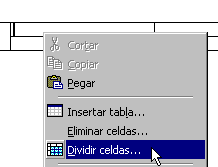 Cortar
Copiar
Pegar
Insertar tabla...
Eliminar celdas...
Dividir celdas...